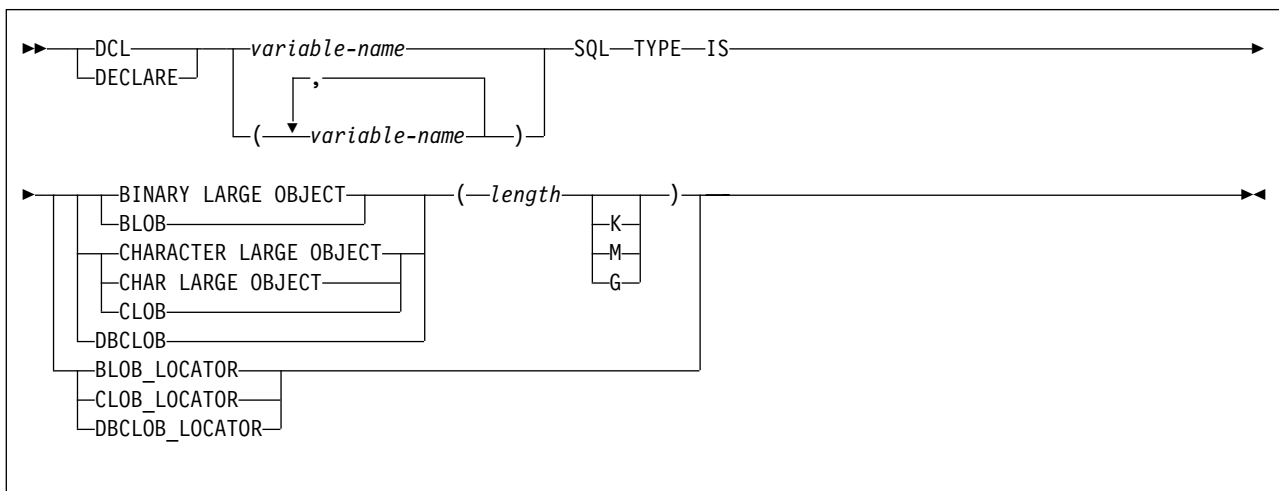 DCL variable-name SQL TYPE IS
DECLARE ,
( variable-name )
BINARY LARGE OBJECT ( length )
BLOB K
CHARACTER LARGE OBJECT M
CHAR LARGE OBJECT G
CLOB
DBCLOB
BLOB_LOCATOR
CLOB_LOCATOR
DBCLOB_LOCATOR